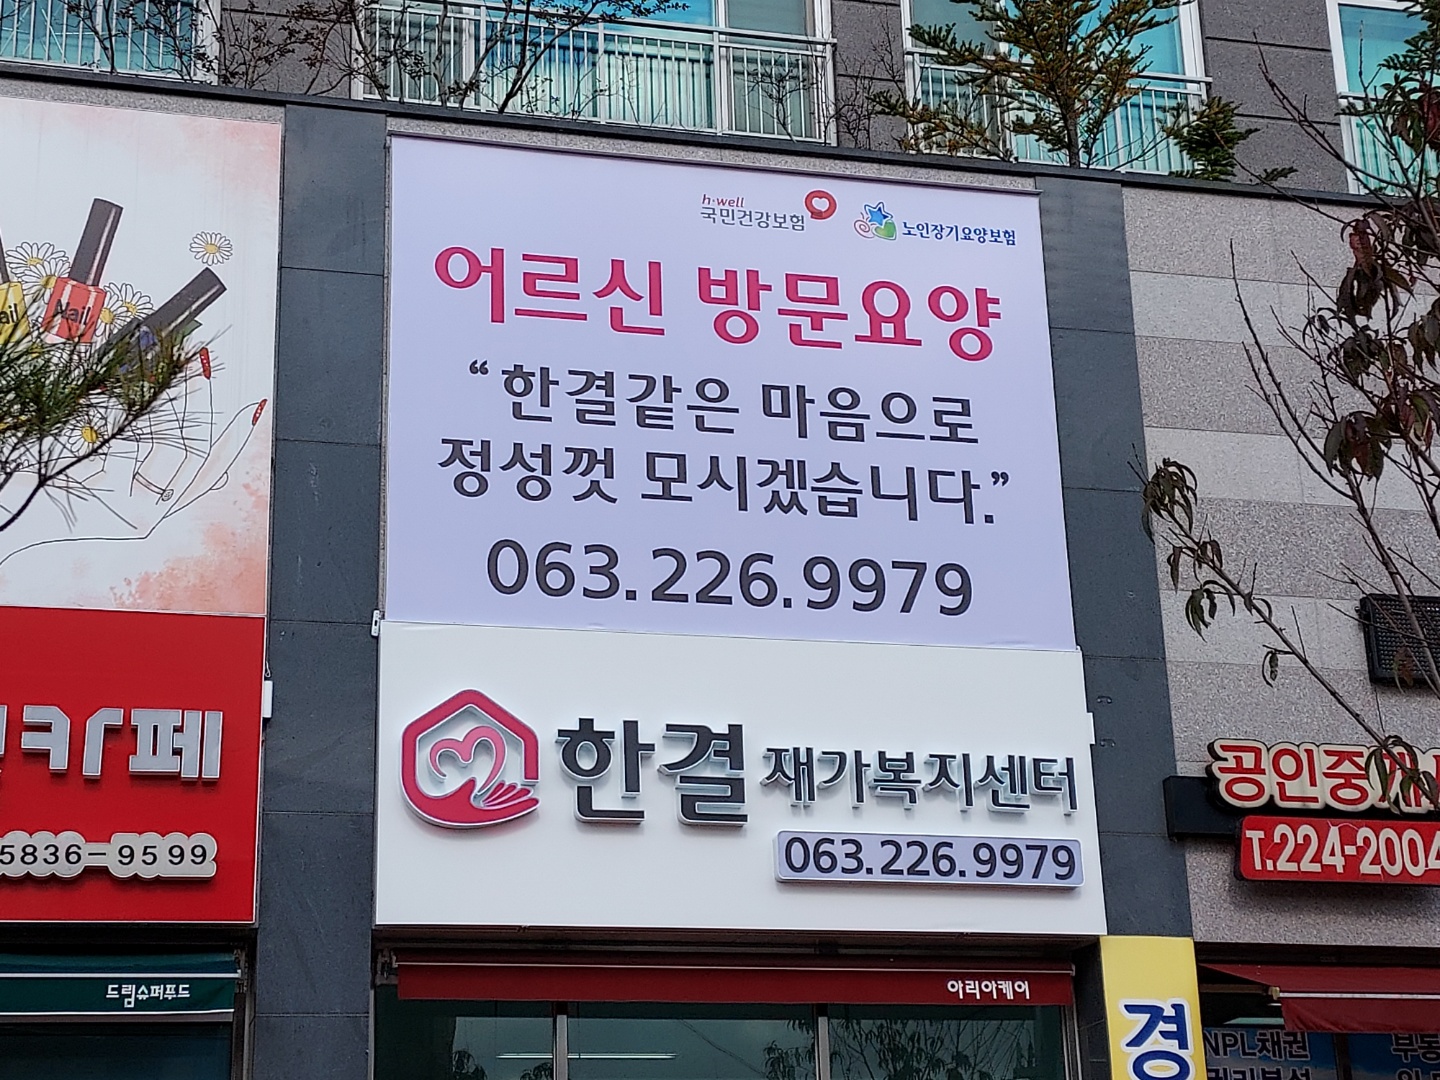 h·well
국민건강보험
노인장기요양보험
어르신 방문요양
“한결같은 마음으로
정성껏 모시겠습니다.”
063.226.9979
한결 재가복지센터
063.226.9979
아리아케어
Nail
카페
5836-9599
드림슈퍼푸드
공인중개
T.224-2004
경
NPL채권